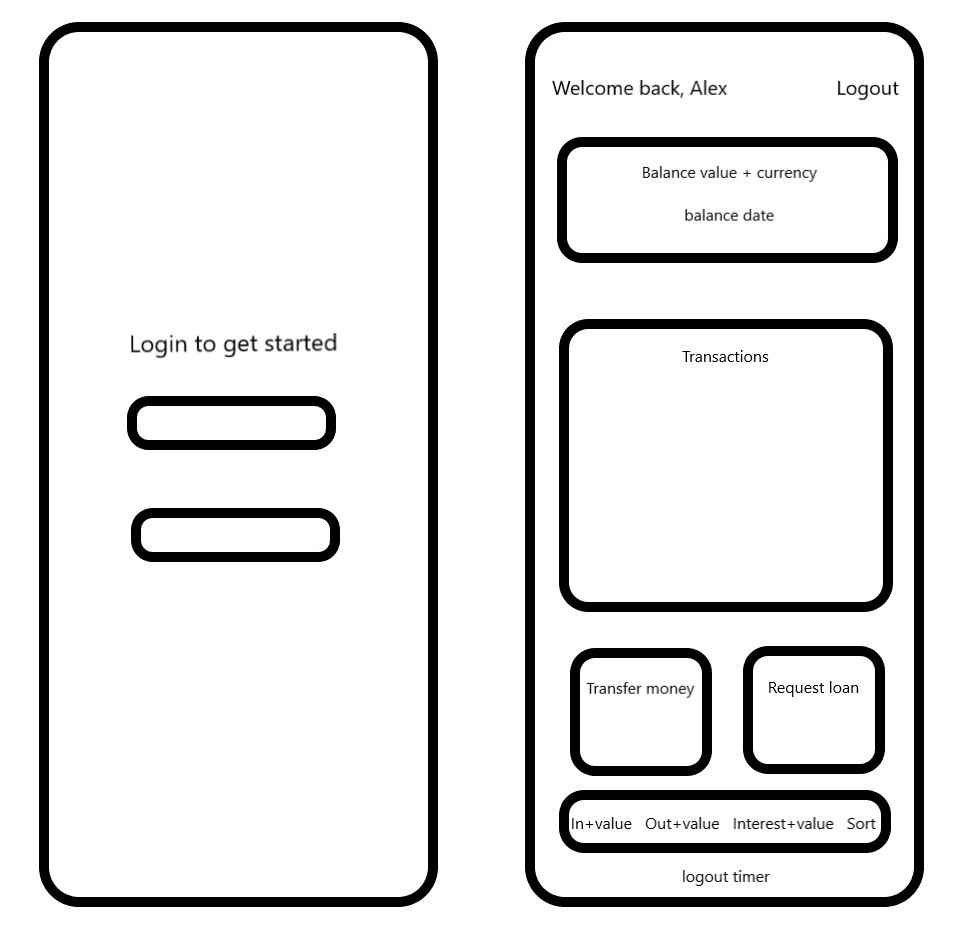 Login to get started
Welcome back, Alex
Logout
Balance value + currency
balance date
Transactions
Transfer money
Request loan
In+value Out+value Interest+value Sort
logout timer